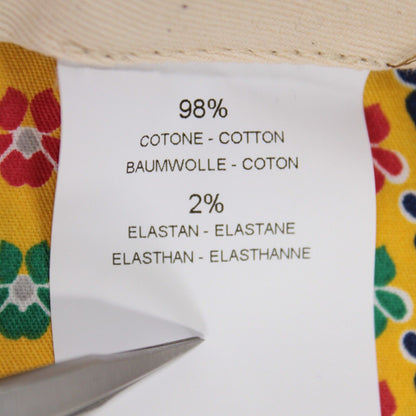 98%
COTONE - COTTON
BAUMWOLLE - COTON
2%
ELASTAN - ELASTANE
ELASTHAN - ELASTHANNE